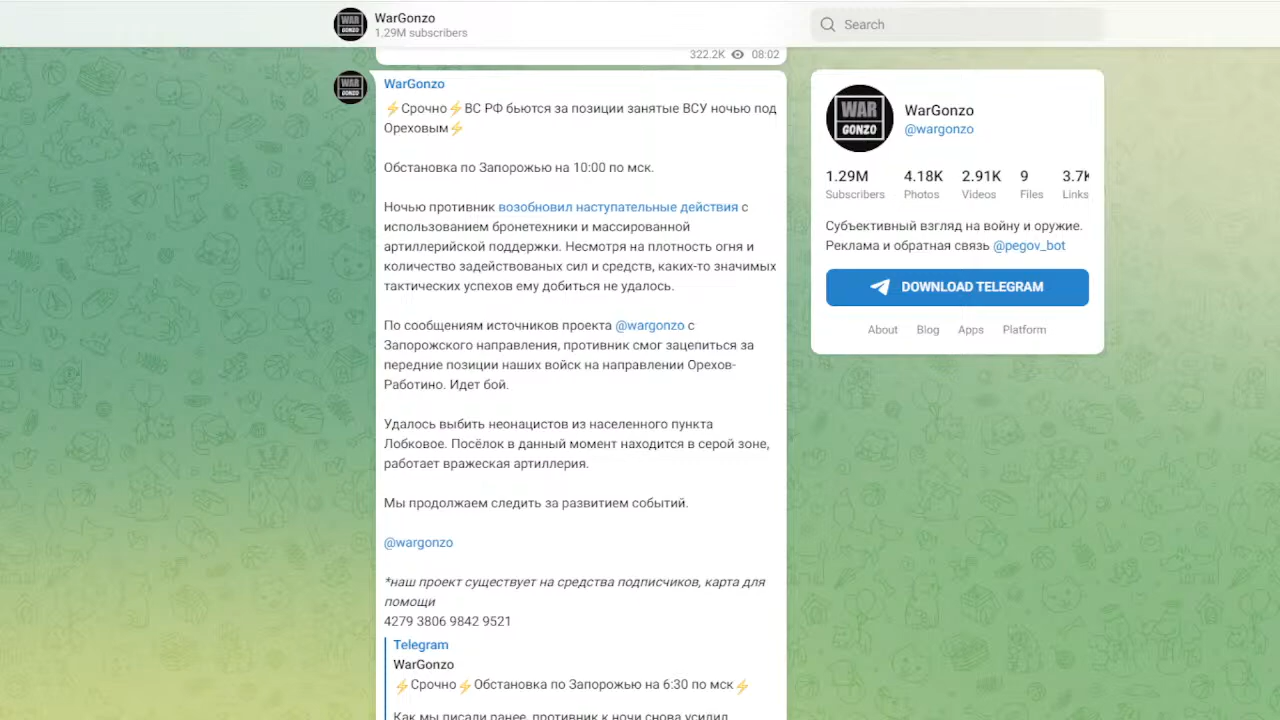 WarGonzo
1.29M subscribers
Search
322.2K 08:02
WarGonzo
⚡Срочно⚡ВС РФ бьются за позиции занятые ВСУ ночью под
Ореховым⚡
Обстановка по Запорожью на 10:00 по мск.
Ночью противник возобновил наступательные действия с
использованием бронетехники и массированной
артиллерийской поддержки. Несмотря на плотность огня и
количество задействованых сил и средств, каких-то значимых
тактических успехов ему добиться не удалось.
По сообщениям источников проекта @wargonzo с
Запорожского направления, противник смог зацепиться за
передние позиции наших войск на направлении Орехов-
Работино. Идет бой.
Удалось выбить неонацистов из населенного пункта
Лобковое. Посёлок в данный момент находится в серой зоне,
работает вражеская артиллерия.
Мы продолжаем следить за развитием событий.
@wargonzo
*наш проект существует на средства подписчиков, карта для
помощи
4279 3806 9842 9521
Telegram
WarGonzo
⚡Срочно⚡Обстановка по Запорожью на 6:30 по мск⚡
Как мы писали ранее, противник к ночи снова усилил
WAR
GONZO
WarGonzo
@wargonzo
1.29M 4.18K 2.91K 9 3.7K
Subscribers Photos Videos Files Links
Субъективный взгляд на войну и оружие.
Реклама и обратная связь @pegov_bot
DOWNLOAD TELEGRAM
About Blog Apps Platform